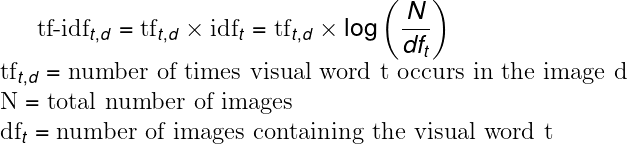 tf-idf_{t,d} = tf_{t,d} × idf_t = tf_{t,d} × log(N/df_t)
tf_{t,d} = number of times visual word t occurs in the image d
N = total number of images
df_t = number of images containing the visual word t